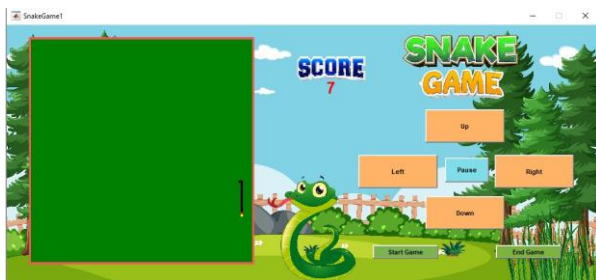 SnakeGame1
SCORE
7
SNAKE
GAME
Up
Left
Pause
Right
Down
Start Game
End Game